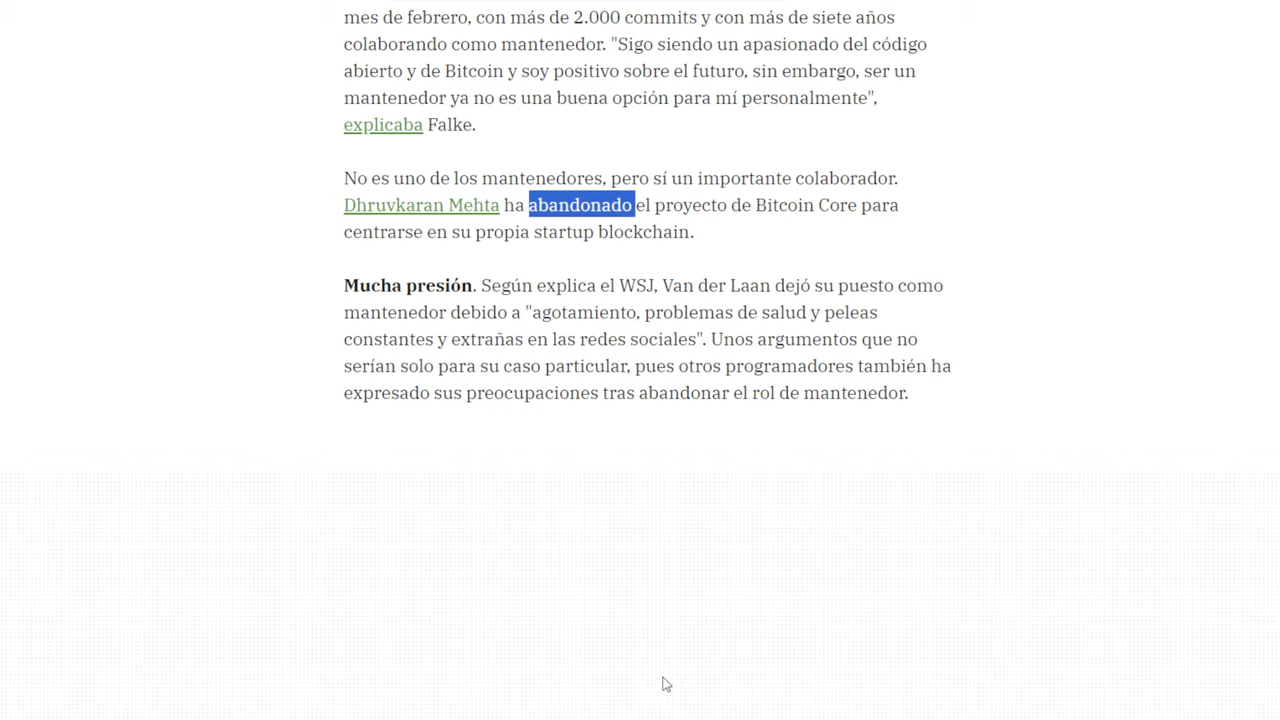 mes de febrero, con más de 2.000 commits y con más de siete años
colaborando como mantenedor. "Sigo siendo un apasionado del código
abierto y de Bitcoin y soy positivo sobre el futuro, sin embargo, ser un
mantenedor ya no es una buena opción para mí personalmente",
explicaba Falke.
No es uno de los mantenedores, pero sí un importante colaborador.
Dhruvkaran Mehta ha abandonado el proyecto de Bitcoin Core para
centrarse en su propia startup blockchain.
Mucha presión. Según explica el WSJ, Van der Laan dejó su puesto como
mantenedor debido a "agotamiento, problemas de salud y peleas
constantes y extrañas en las redes sociales". Unos argumentos que no
serían solo para su caso particular, pues otros programadores también ha
expresado sus preocupaciones tras abandonar el rol de mantenedor.